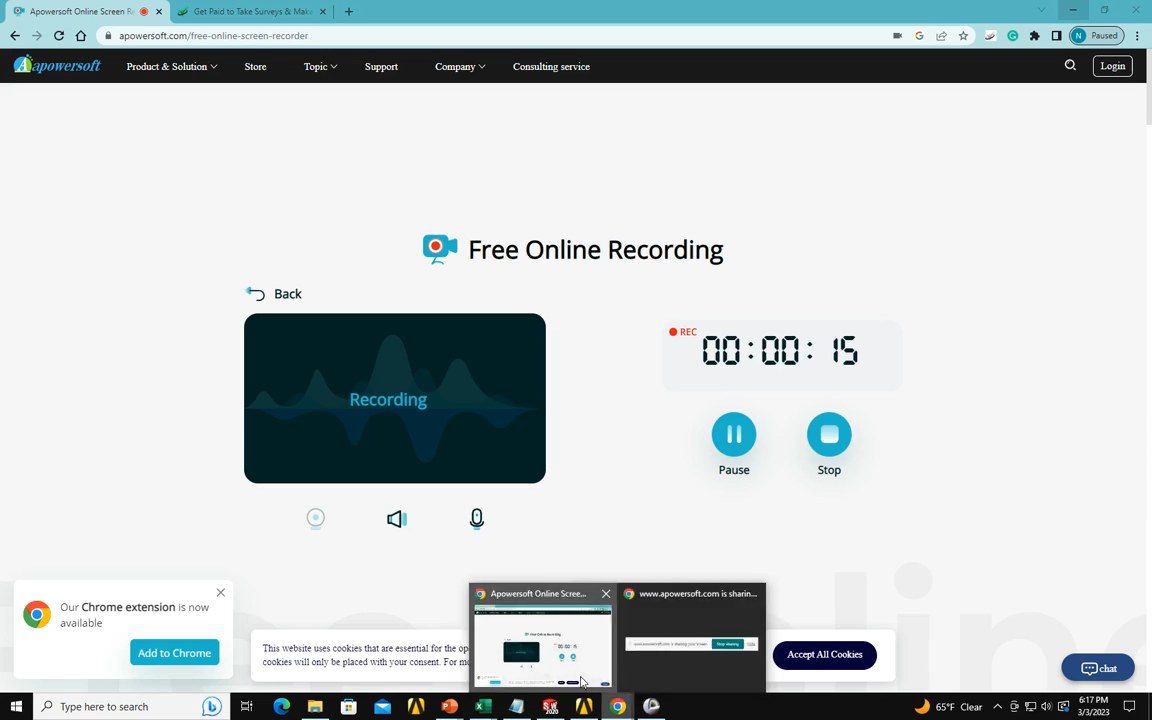 Apowersoft Online Screen Re
Get Paid to Take Surveys & Make
apowersoft.com/free-online-screen-recorder
N
Paused
apowersoft
Product & Solution
Store
Topic
Support
Company
Consulting service
Login
Free Online Recording
Back
Recording
REC
00:00:15
Pause
Stop
Our Chrome extension is now
available
Add to Chrome
This website uses cookies that are essential for the ope
cookies will only be placed with your consent. For mo
Accept All Cookies
chat
Apowersoft Online Scree...
www.apowersoft.com is sharin...
Stop sharing
Type here to search
65°F Clear
6:17 PM
3/3/2023